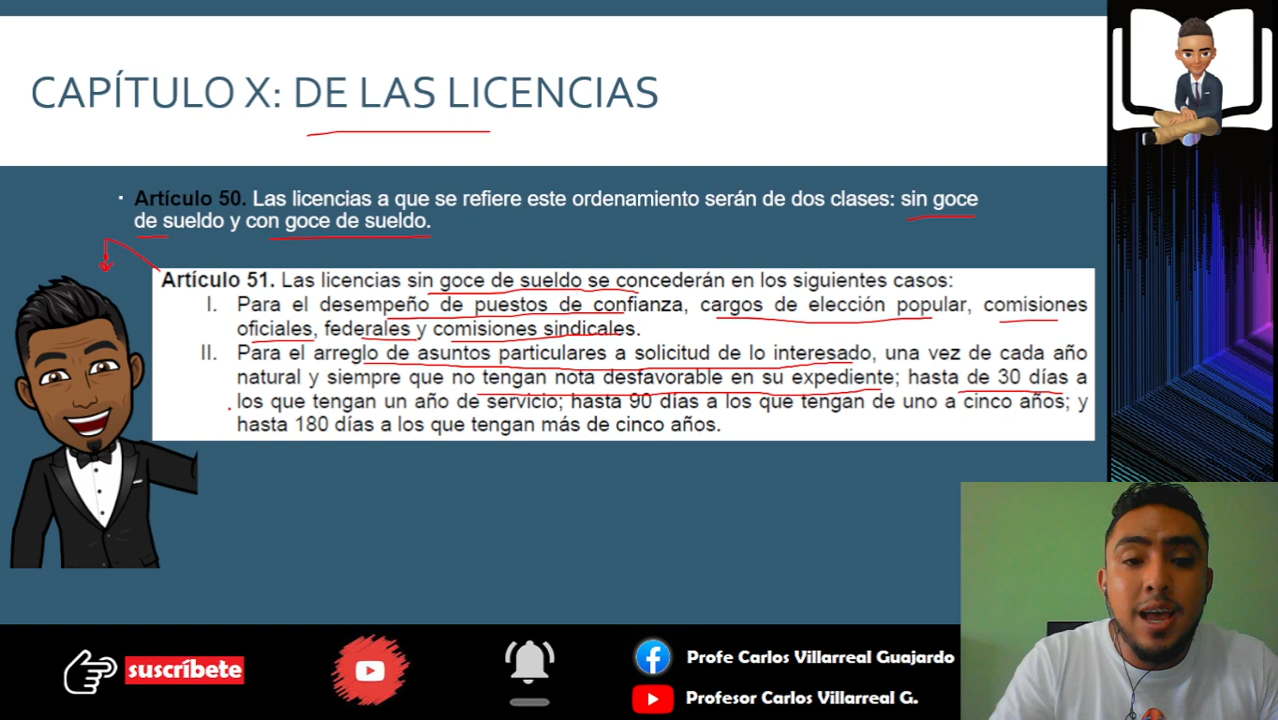 CAPÍTULO X: DE LAS LICENCIAS
Artículo 50. Las licencias a que se refiere este ordenamiento serán de dos clases: sin goce
de sueldo y con goce de sueldo.
Artículo 51. Las licencias sin goce de sueldo se concederán en los siguientes casos:
I. Para el desempeño de puestos de confianza, cargos de elección popular, comisiones
oficiales, federales y comisiones sindicales.
II. Para el arreglo de asuntos particulares a solicitud de lo interesado, una vez de cada año
natural y siempre que no tengan nota desfavorable en su expediente; hasta de 30 días a
los que tengan un año de servicio; hasta 90 días a los que tengan de uno a cinco años; y
hasta 180 días a los que tengan más de cinco años.
suscríbete
Profe Carlos Villarreal Guajardo
Profesor Carlos Villarreal G.